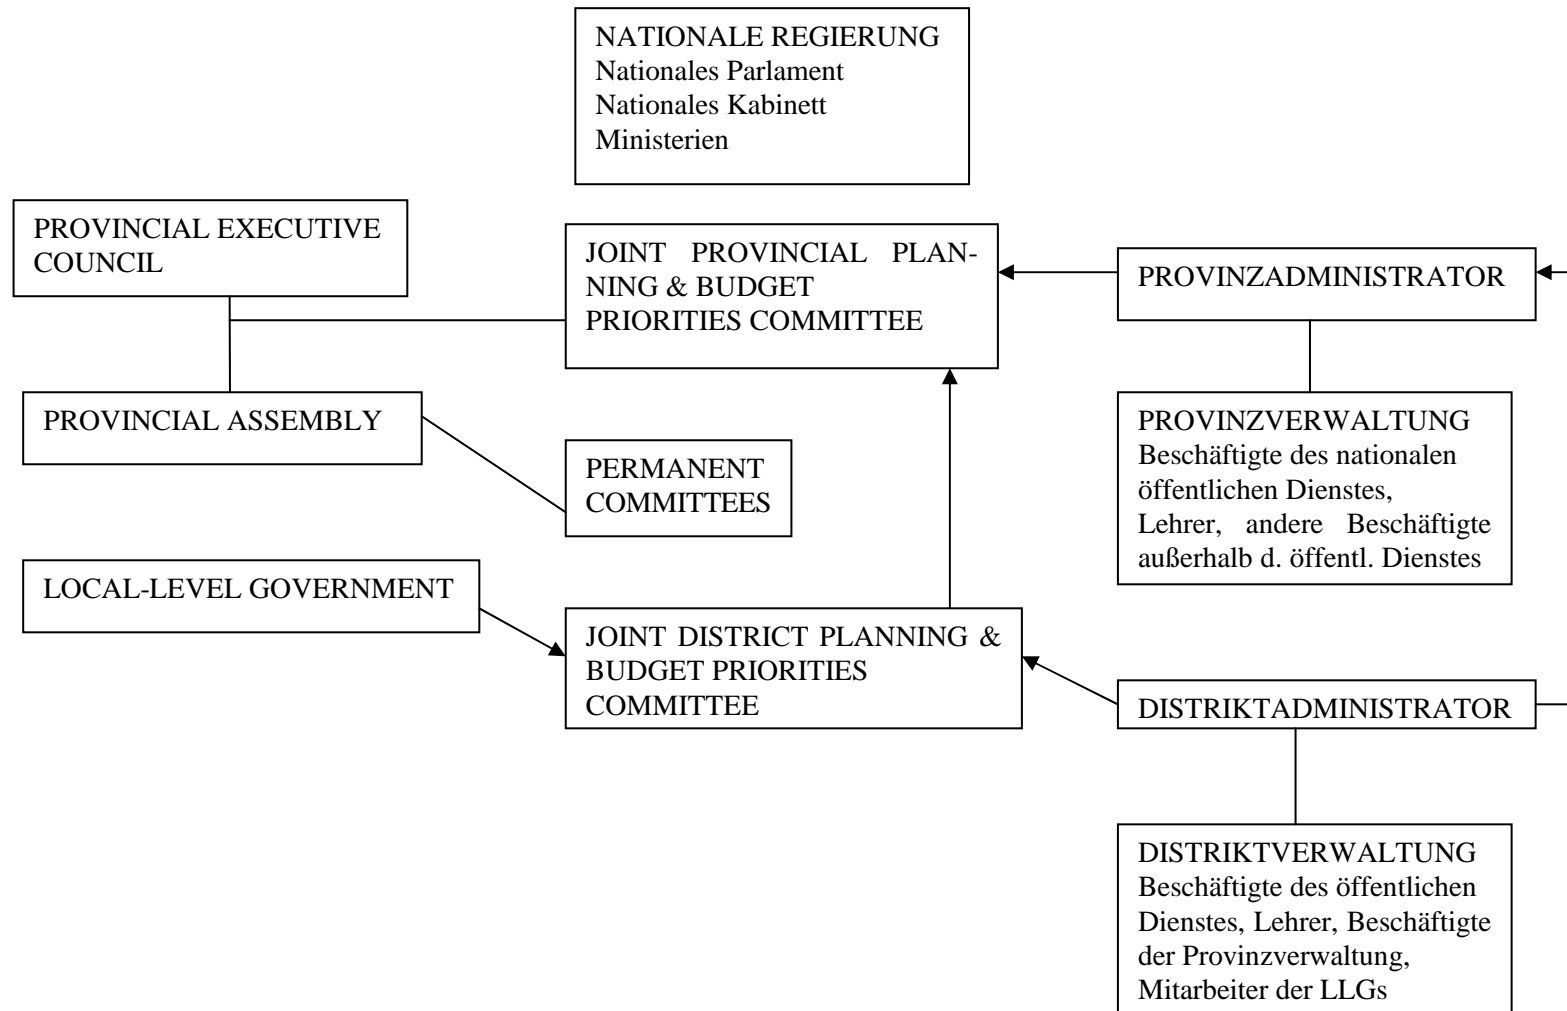 NATIONALE REGIERUNG
Nationales Parlament
Nationales Kabinett
Ministerien
PROVINCIAL EXECUTIVE
COUNCIL
JOINT PROVINCIAL PLAN-
NING & BUDGET
PRIORITIES COMMITTEE
PROVINZADMINISTRATOR
PROVINCIAL ASSEMBLY
PERMANENT
COMMITTEES
PROVINZVERWALTUNG
Beschäftigte des nationalen
öffentlichen Dienstes,
Lehrer, andere Beschäftigte
außerhalb d. öffentl. Dienstes
LOCAL-LEVEL GOVERNMENT
JOINT DISTRICT PLANNING &
BUDGET PRIORITIES
COMMITTEE
DISTRIKTADMINISTRATOR
DISTRIKTVERWALTUNG
Beschäftigte des öffentlichen
Dienstes, Lehrer, Beschäftigte
der Provinzverwaltung,
Mitarbeiter der LLGs